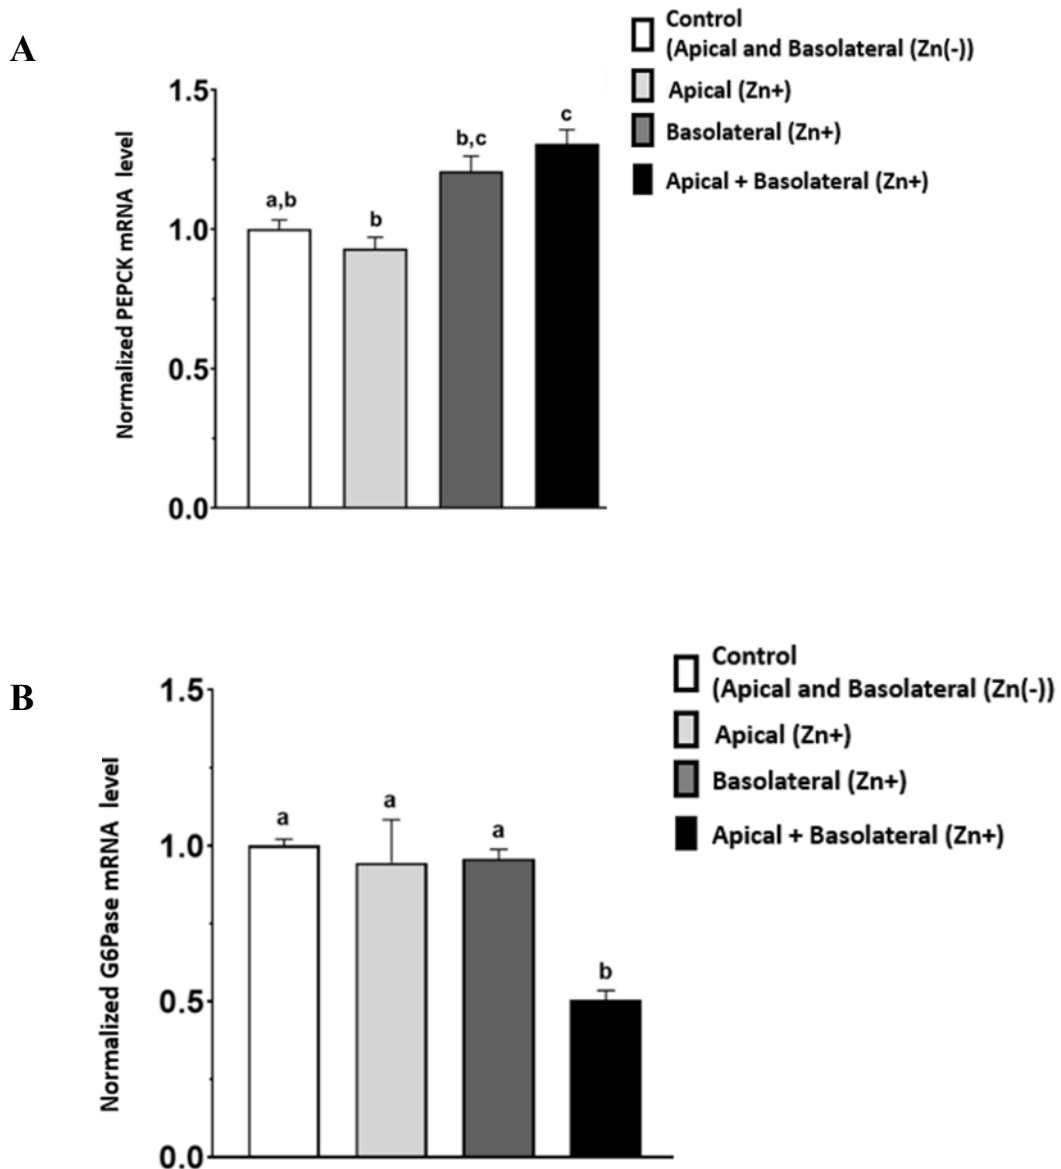 A
Control
(Apical and Basolateral (Zn(-))
Apical (Zn+)
Basolateral (Zn+)
Apical + Basolateral (Zn+)
Normalized PEPCK mRNA level
1.5
1.0
0.5
0.0
a,b
b
b,c
c
B
Control
(Apical and Basolateral (Zn(-))
Apical (Zn+)
Basolateral (Zn+)
Apical + Basolateral (Zn+)
Normalized G6Pase mRNA level
1.5
1.0
0.5
0.0
a
a
a
b